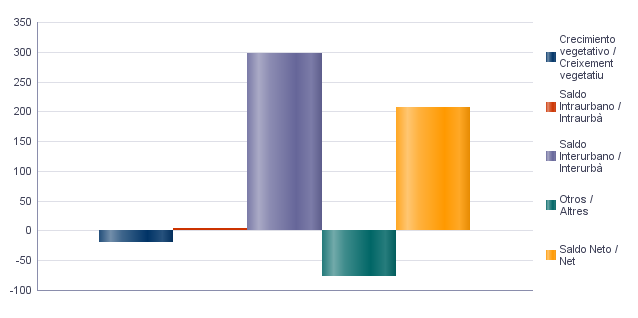 350
300
250
200
150
100
50
0
-50
-100
Crecimiento
vegetativo /
Creixement
vegetatiu
Saldo
Intraurbano /
Intraurbà
Saldo
Interurbano /
Interurbà
Otros /
Altres
Saldo Neto /
Net